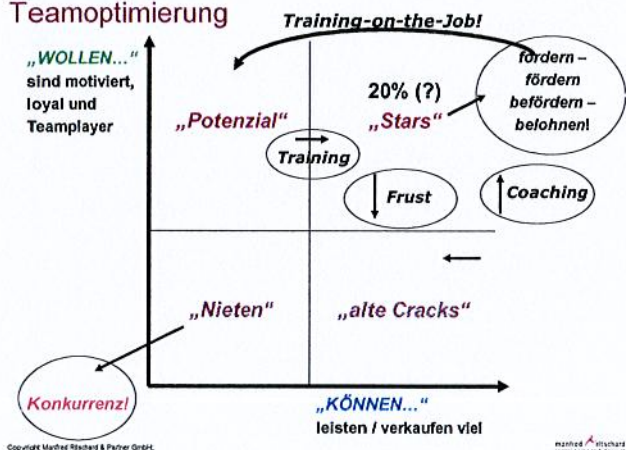 Teamoptimierung
Training-on-the-Job!
„WOLLEN...“
sind motiviert,
loyal und
Teamplayer
fordern –
fördern
befördern –
belohnen!
20% (?)
„Potenzial“
„Stars“
Training
Frust
Coaching
„Nieten“
„alte Cracks“
Konkurrenz!
„KÖNNEN...“
leisten / verkaufen viel
Copyright Manfred Ritschard & Partner GmbH,
manfred ritschard